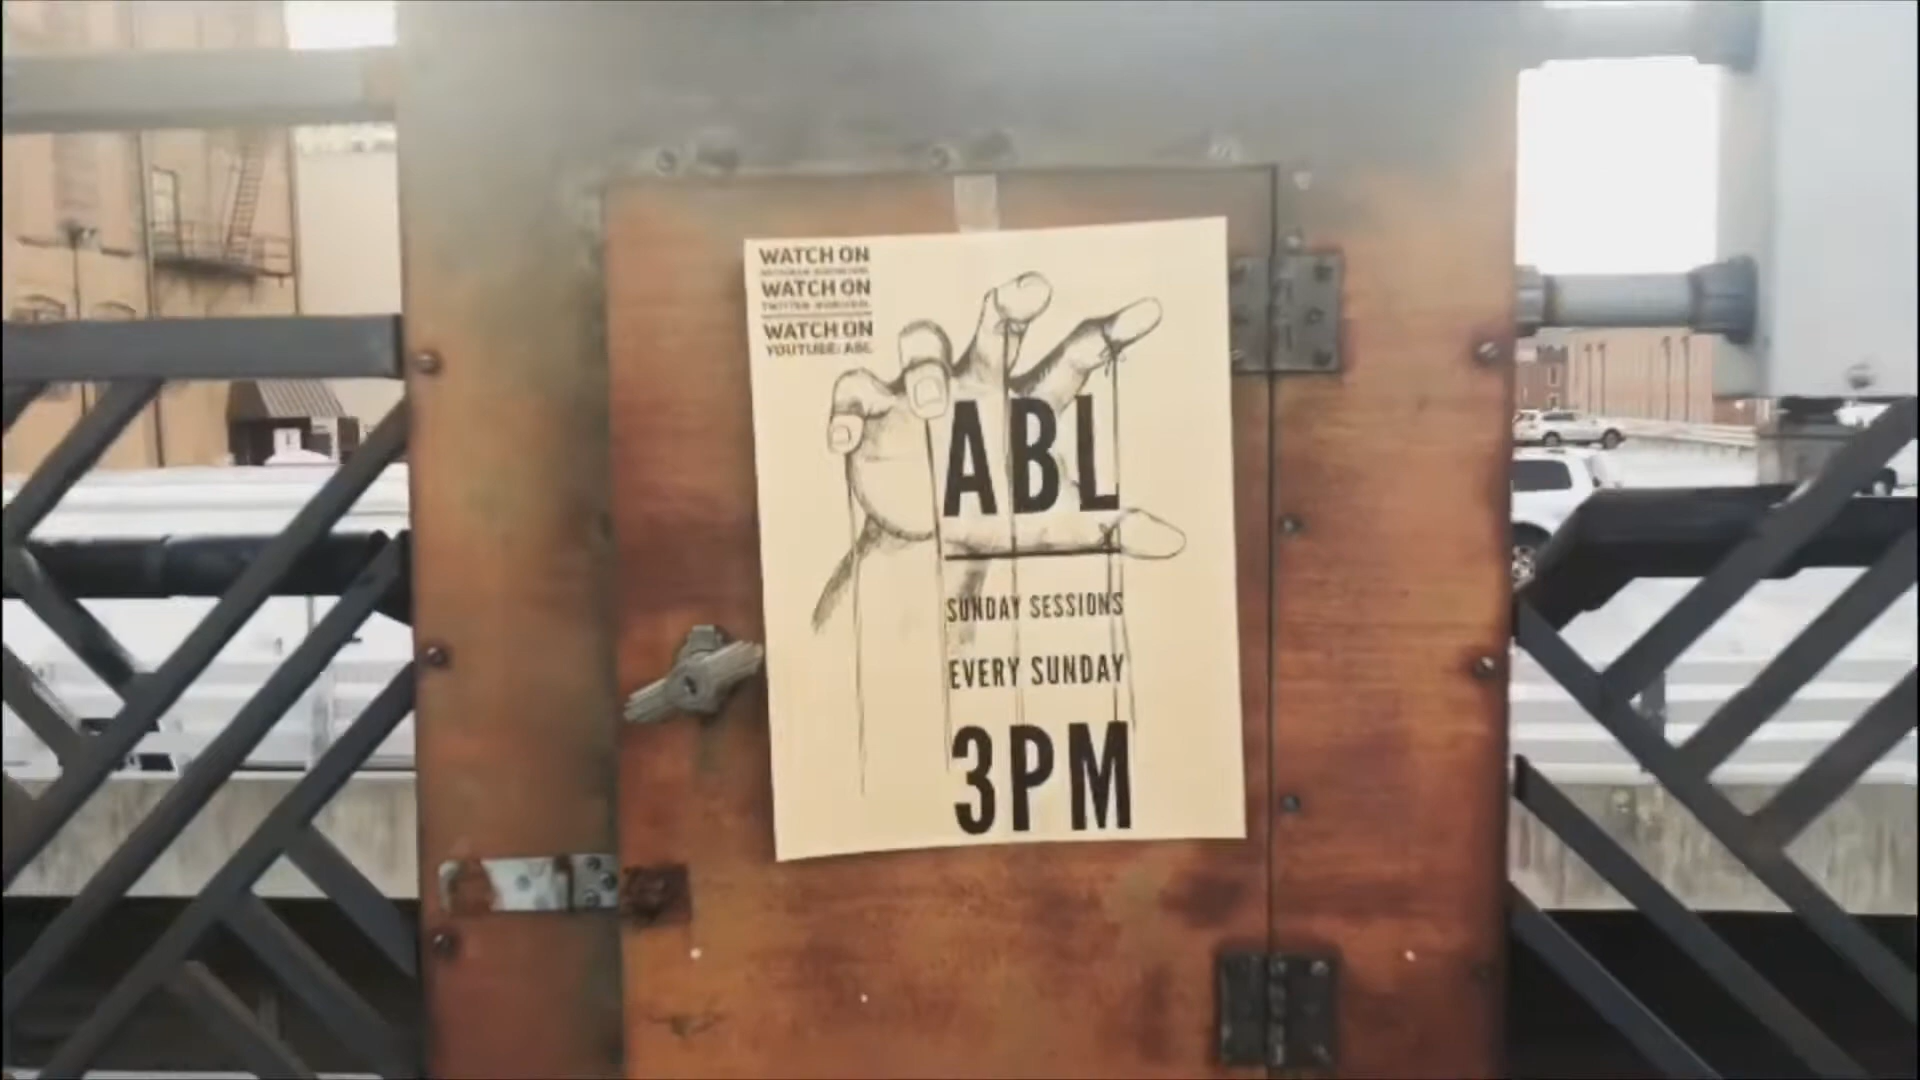 WATCH ON
WATCH ON
WATCH ON
YOUTUBE: ABL
ABL
SUNDAY SESSIONS
EVERY SUNDAY
3PM